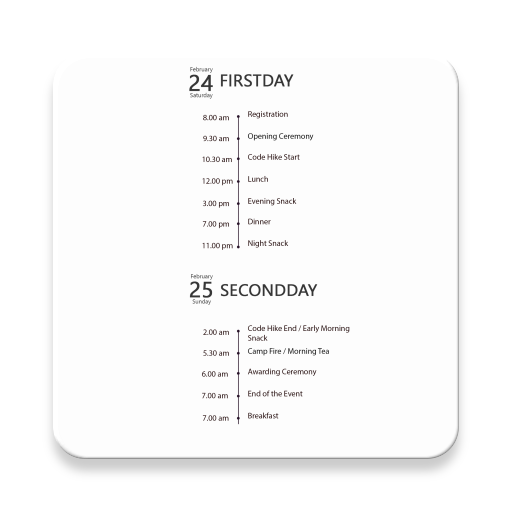 February
24 FIRSTDAY
Saturday
8.00 am Registration
9.30 am Opening Ceremony
10.30 am Code Hike Start
12.00 pm Lunch
3.00 pm Evening Snack
7.00 pm Dinner
11.00 pm Night Snack
February
25 SECONDDAY
Sunday
2.00 am Code Hike End / Early Morning
Snack
5.30 am Camp Fire / Morning Tea
6.00 am Awarding Ceremony
7.00 am End of the Event
7.00 am Breakfast